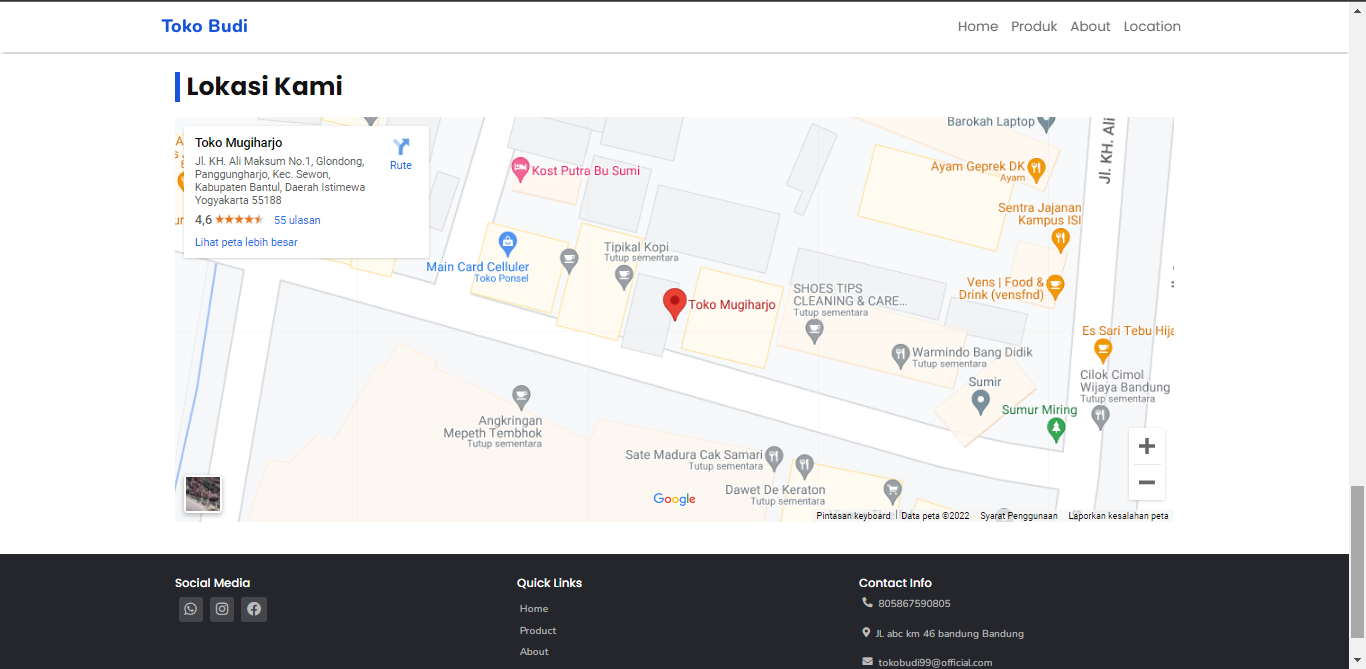 Toko Budi
Home Produk About Location
Lokasi Kami
Toko Mugiharjo
Jl. KH. Ali Maksum No.1, Glondong,
Panggungharjo, Kec. Sewon,
Kabupaten Bantul, Daerah Istimewa
Yogyakarta 55188
4,6
55 ulasan
Lihat peta lebih besar
Rute
Barokah Laptop
Jl. KH. Ali
Kost Putra Bu Sumi
Ayam Geprek DK
Ayam
Sentra Jajanan
Kampus ISI
Tipikal Kopi
Tutup sementara
Main Card Celluler
Toko Ponsel
Vens | Food &
Drink (vensfnd)
SHOES TIPS
CLEANING & CARE...
Tutup sementara
Toko Mugiharjo
Es Sari Tebu Hija
Warmindo Bang Didik
Tutup sementara
Cilok Cimol
Wijaya Bandung
Tutup sementara
Sumir
Sumur Miring
Angkringan
Mepeth Tembhok
Tutup sementara
Sate Madura Cak Samari
Tutup sementara
Dawet De Keraton
Tutup sementara
Google
Pintasan keyboard
Data peta ©2022
Syarat Penggunaan
Laporkan kesalahan peta
Social Media
Quick Links
Home
Product
About
Contact Info
805867590805
Jl. abc km 46 bandung Bandung
tokobudi99@official.com